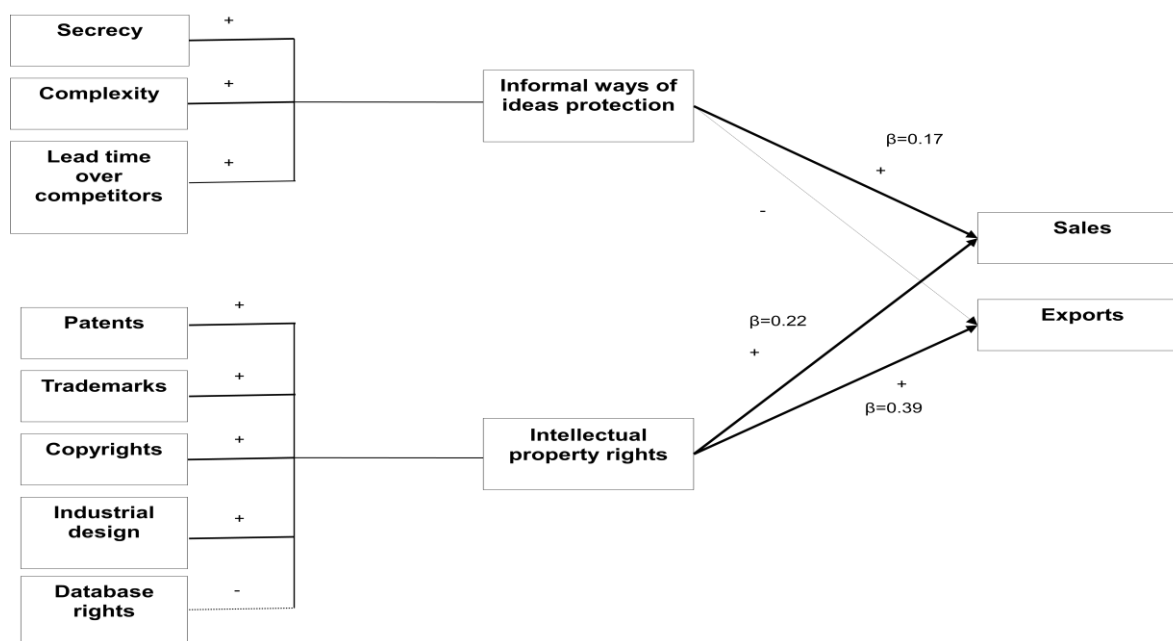 Secrecy
+
Complexity
+
Lead time
over
competitors
+
Informal ways of
ideas protection
β=0.17
+
-
Sales
Exports
Patents
+
Trademarks
+
Copyrights
+
Industrial
design
+
Database
rights
-
Intellectual
property rights
β=0.22
+
+
β=0.39